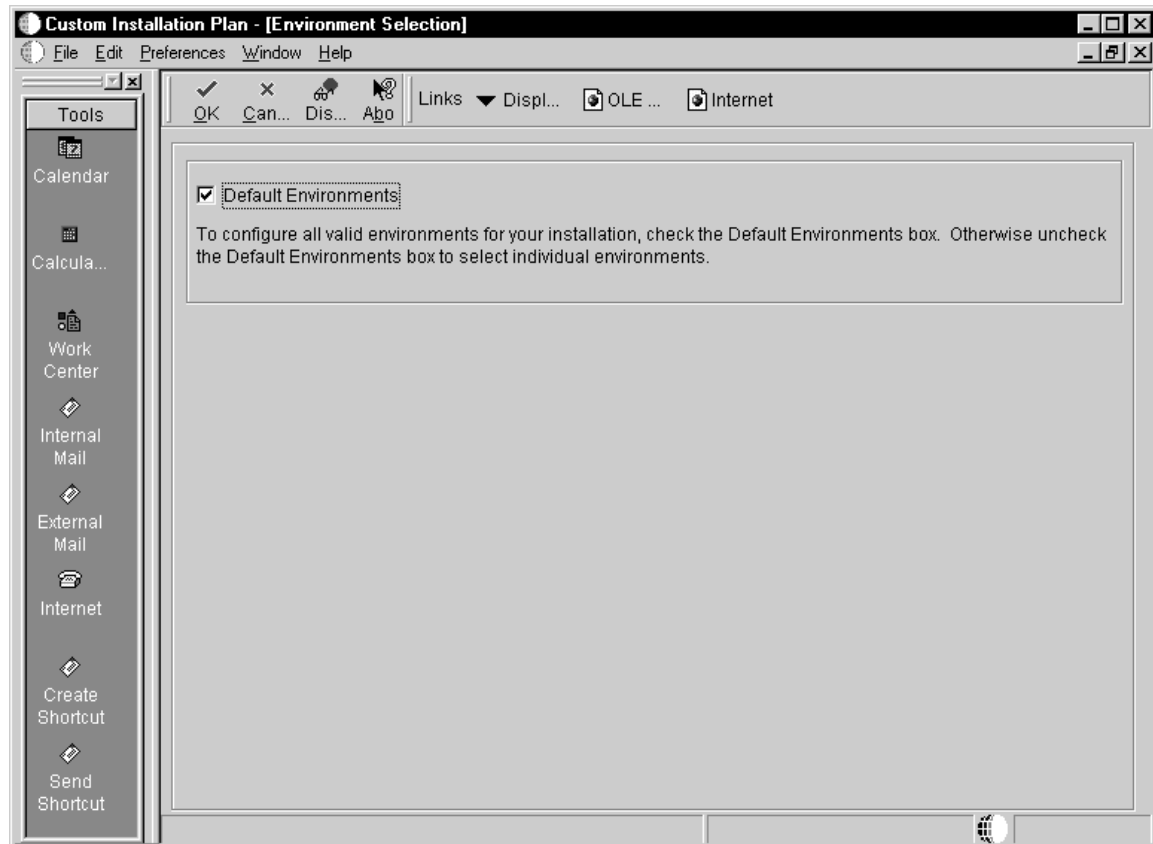 Custom Installation Plan - [Environment Selection]
File Edit Preferences Window Help
Tools
Calendar
Calcula...
Work
Center
Internal
Mail
External
Mail
Internet
Create
Shortcut
Send
Shortcut
OK Can... Dis... Abo
Links Displ... OLE ... Internet
Default Environments
To configure all valid environments for your installation, check the Default Environments box. Otherwise uncheck
the Default Environments box to select individual environments.